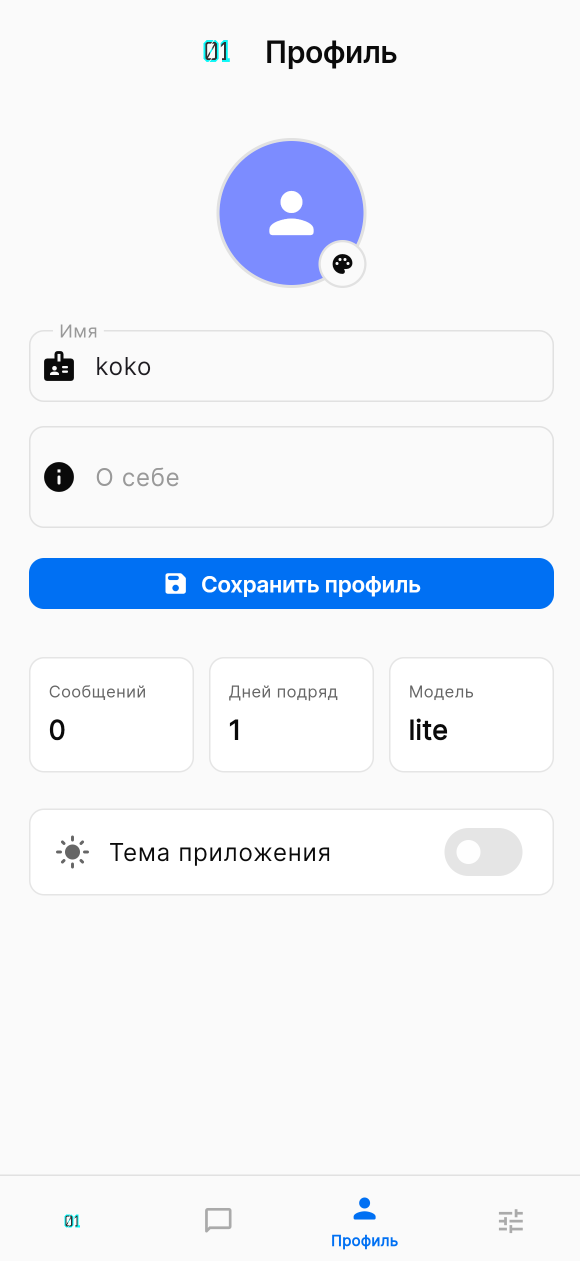 01 Профиль
Имя
koko
О себе
Сохранить профиль
Сообщений Дней подряд Модель
0 1 lite
Тема приложения
01
Профиль